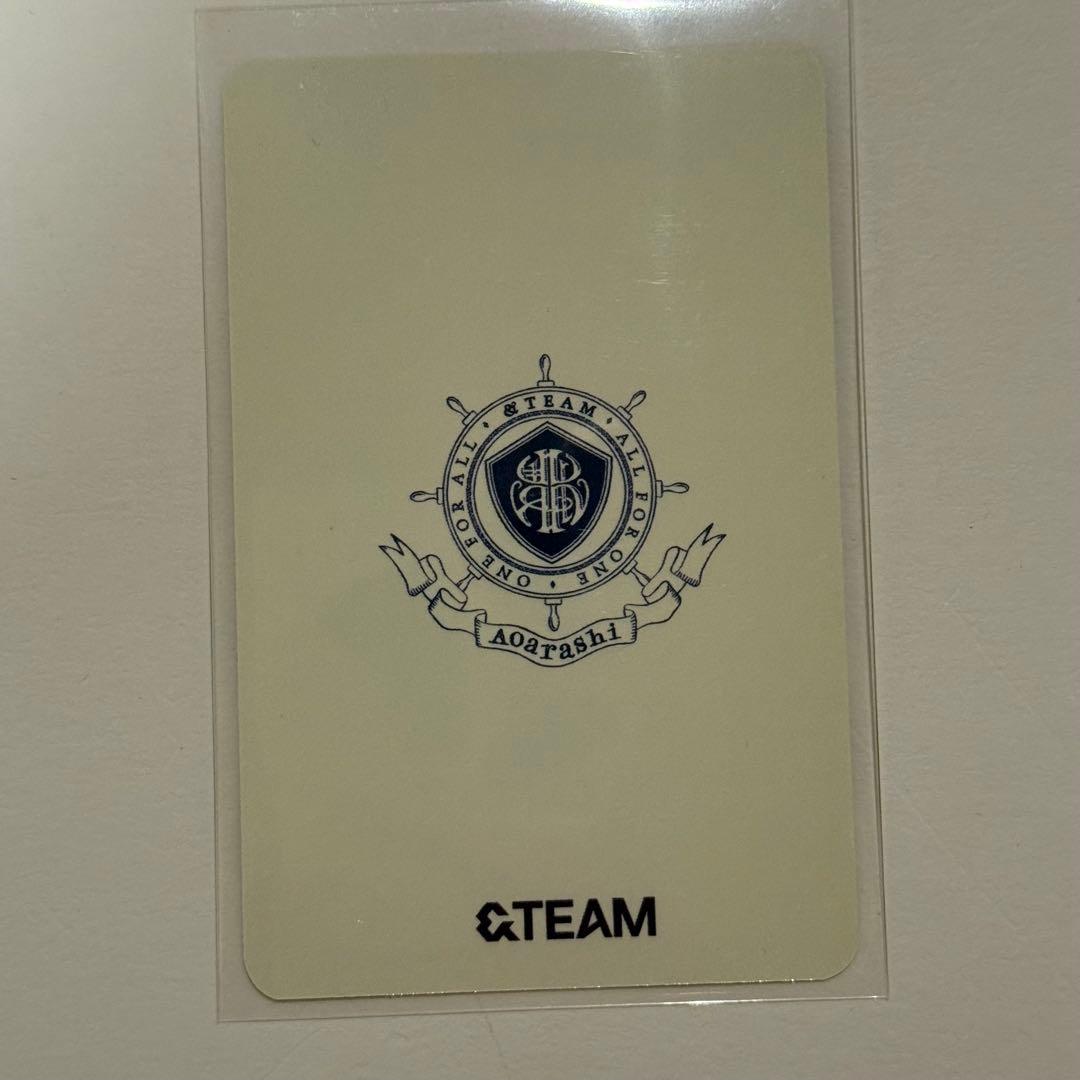 &TEAM
ALL FOR ONE
ONE FOR ALL
Aoarashi
&TEAM